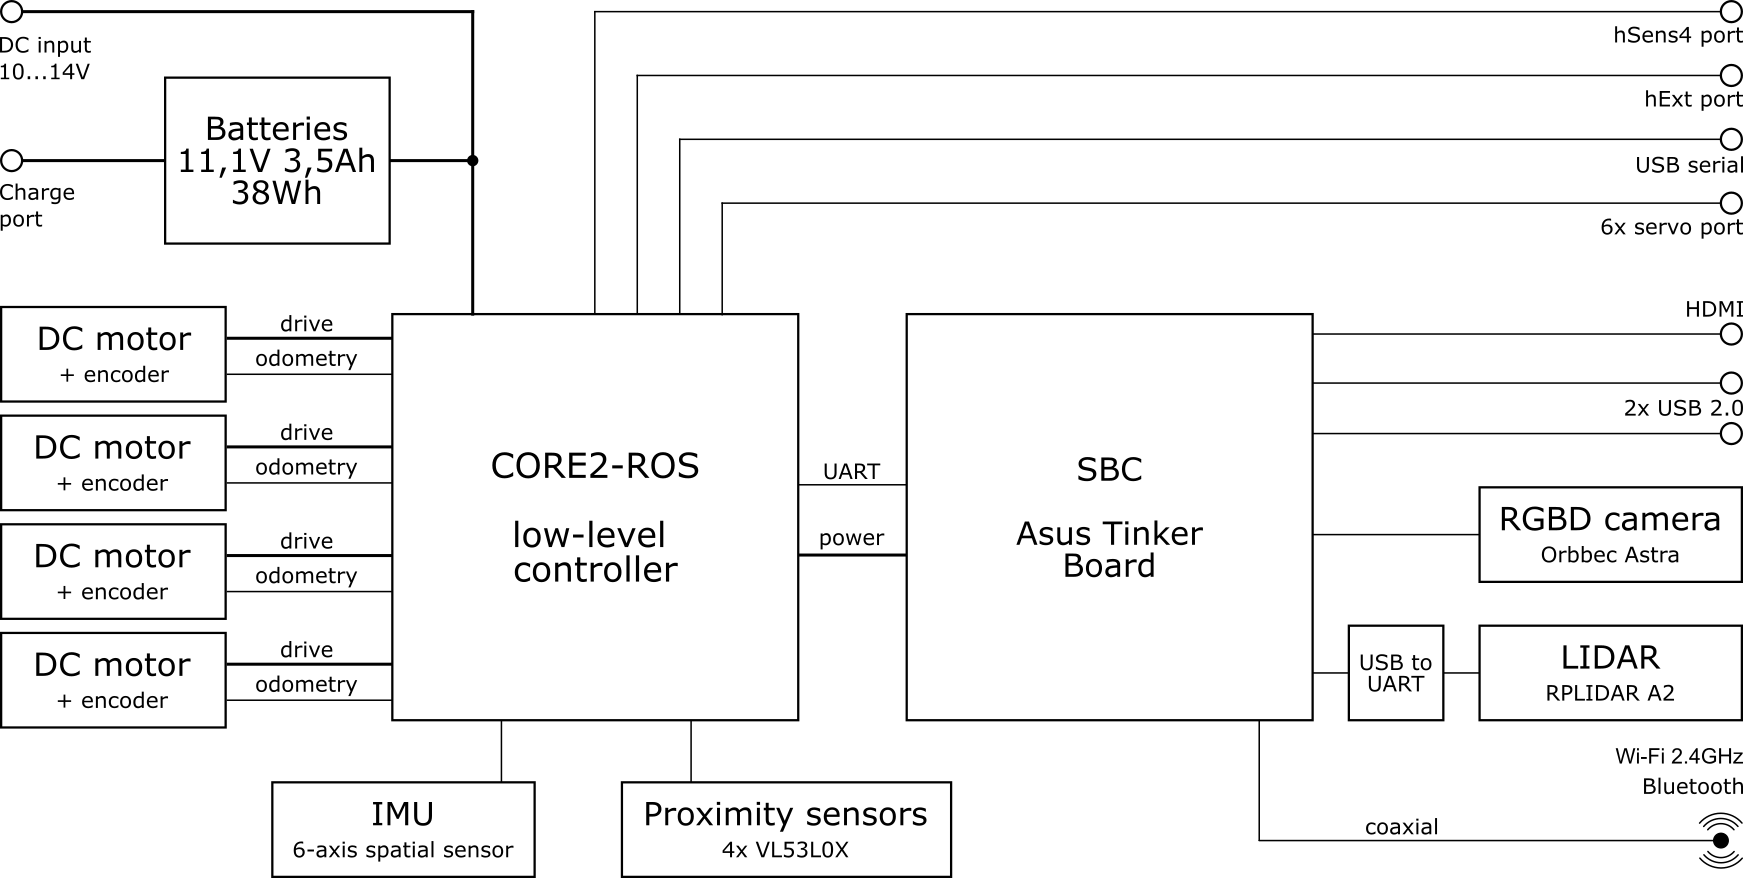 DC input
10...14V
Batteries
11,1V 3,5Ah
38Wh
Charge
port
hSens4 port
hExt port
USB serial
6x servo port
HDMI
2x USB 2.0
DC motor
+ encoder
drive
odometry
DC motor
+ encoder
drive
odometry
DC motor
+ encoder
drive
odometry
DC motor
+ encoder
drive
odometry
CORE2-ROS
low-level
controller
UART
power
SBC
Asus Tinker
Board
RGBD camera
Orbbec Astra
USB to
UART
LIDAR
RPLIDAR A2
IMU
6-axis spatial sensor
Proximity sensors
4x VL53L0X
Wi-Fi 2.4GHz
Bluetooth
coaxial